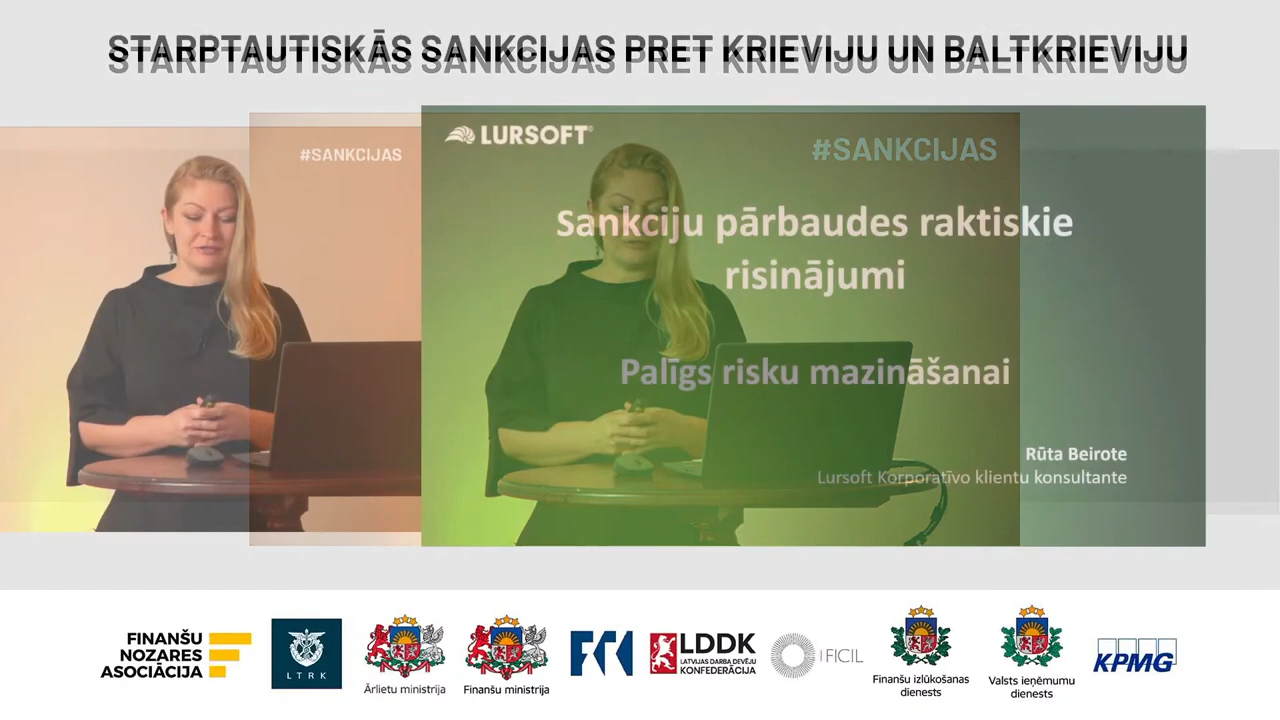 STARPTAUTISKĀS SANKCIJAS PRET KRIEVIJU UN BALTKRIEVIJU
#SANKCIJAS
LURSOFT
#SANKCIJAS
Sankciju pārbaudes raktiskie
risinājumi
Palīgs risku mazināšanai
Rūta Beirote
Lursoft Korporatīvo klientu konsultante
FINANŠU
NOZARES
ASOCIĀCIJA
LTRK
Ārlietu ministrija
Finanšu ministrija
LDDK
LATVIJAS DARBA DEVĒJU
KONFEDERĀCIJA
FICIL
Finanšu izlūkošanas
dienests
Valsts ieņēmumu
dienests
KPMG